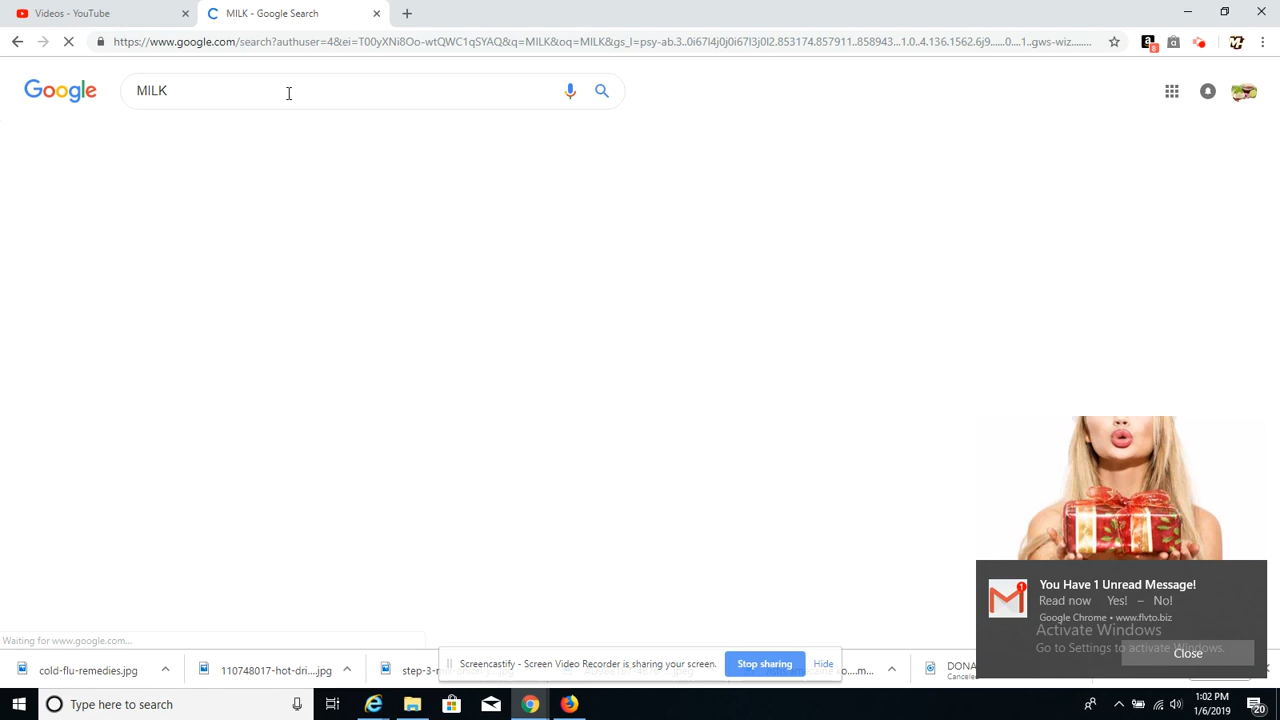 Videos - YouTube
MILK - Google Search
https://www.google.com/search?authuser=4&ei=T00yXNi8Oo-wtQWC1qSYAQ&q=MILK&oq=MILK&gs_l=psy-ab.3..0i67l4j0j0i67l3j0l2.853174.857911..858943...1.0..4.136.1562.6j9......0....1..gws-wiz........
8
Google
MILK
You Have 1 Unread Message!
1
Read now Yes! – No!
Google Chrome • www.flvto.biz
Activate Windows
Go to Settings to activate Windows.
Close
Waiting for www.google.com...
cold-flu-remedies.jpg
110748017-hot-dri....jpg
Screencastify - Screen Video Recorder is sharing your screen.
Stop sharing
Hide
DONA
Cancele
Type here to search
1:02 PM
1/6/2019
20